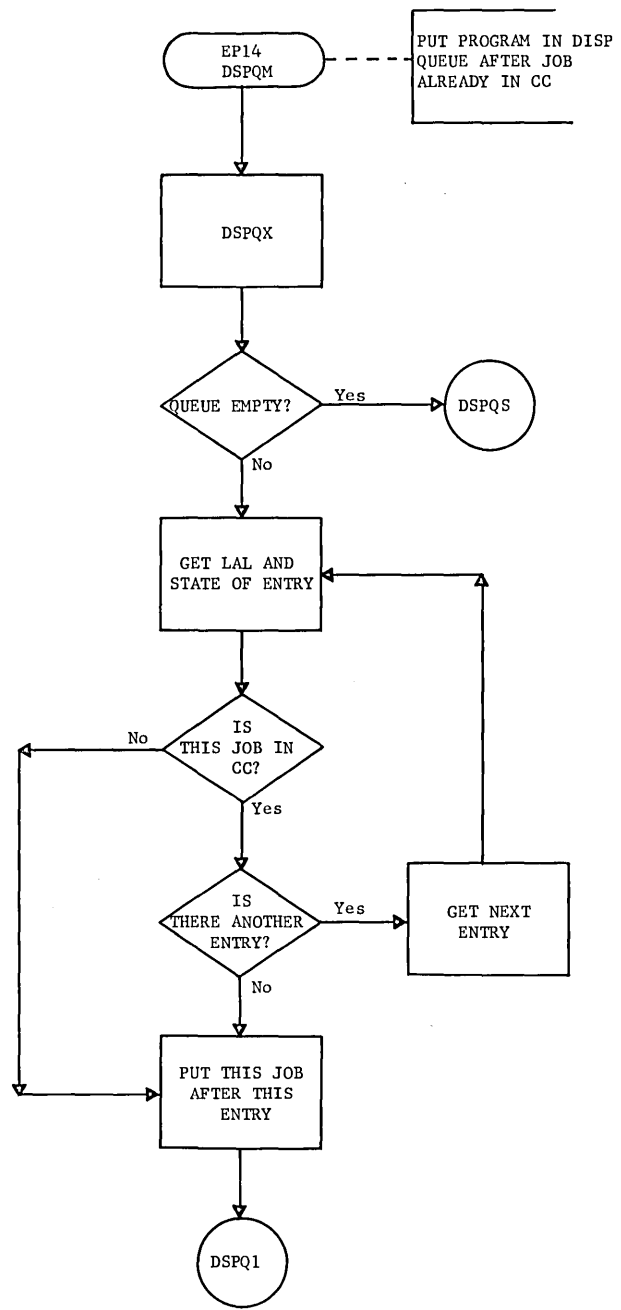 EP14
DSPQM
PUT PROGRAM IN DISP
QUEUE AFTER JOB
ALREADY IN CC
DSPQX
QUEUE EMPTY?
Yes
DSPQS
No
GET LAL AND
STATE OF ENTRY
IS
THIS JOB IN
CC?
No
Yes
IS
THERE ANOTHER
ENTRY?
Yes
GET NEXT
ENTRY
No
PUT THIS JOB
AFTER THIS
ENTRY
DSPQ1